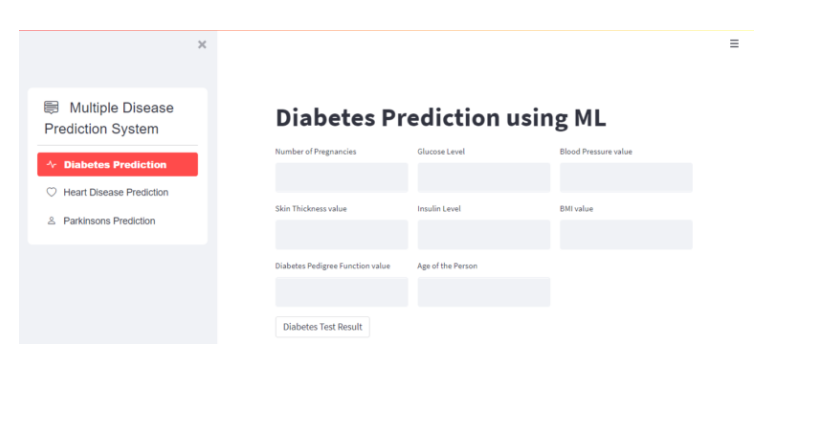 Multiple Disease
Prediction System
Diabetes Prediction
Heart Disease Prediction
Parkinsons Prediction
Diabetes Prediction using ML
Number of Pregnancies
Glucose Level
Blood Pressure value
Skin Thickness value
Insulin Level
BMI value
Diabetes Pedigree Function value
Age of the Person
Diabetes Test Result